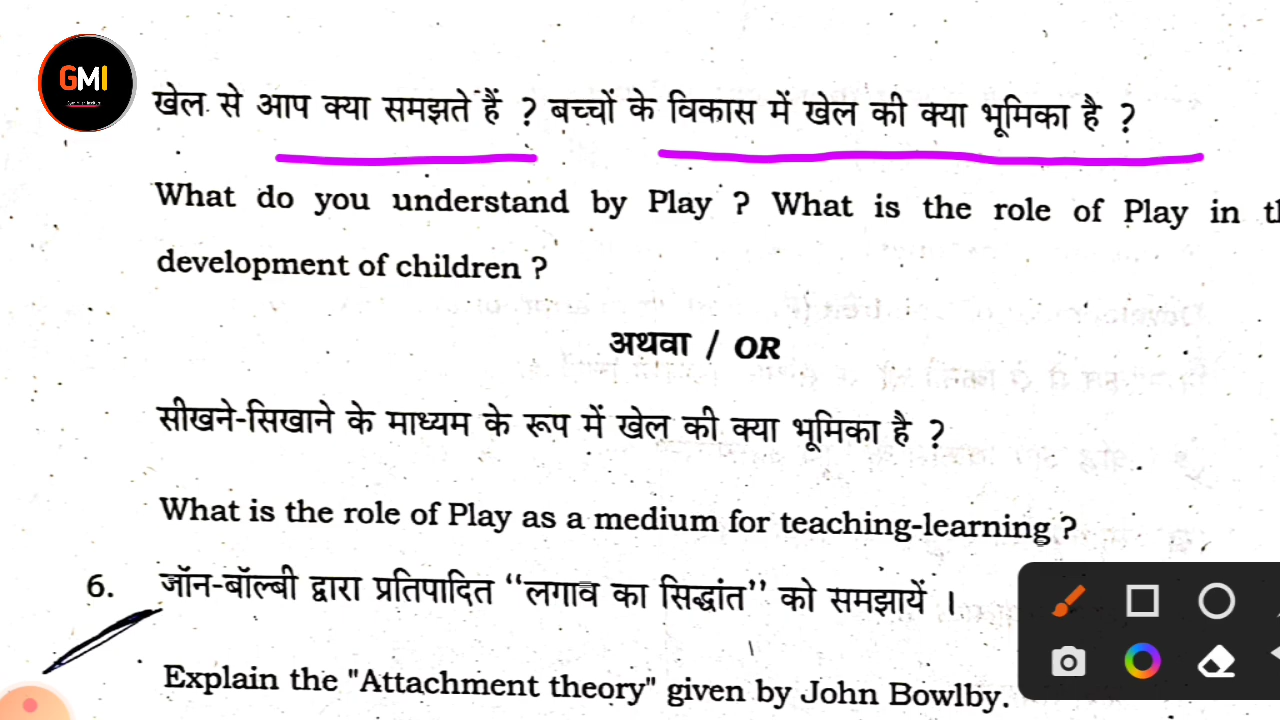 GMI
खेल से आप क्या समझते हैं ? बच्चों के विकास में खेल की क्या भूमिका है ?
What do you understand by Play ? What is the role of Play in
development of children ?
अथवा / OR
सीखने-सिखाने के माध्यम के रूप में खेल की क्या भूमिका है ?
What is the role of Play as a medium for teaching-learning ?
6. जॉन-बॉल्बी द्वारा प्रतिपादित ‘‘लगाव का सिद्धांत’’ को समझायें ।
Explain the "Attachment theory" given by John Bowlby.